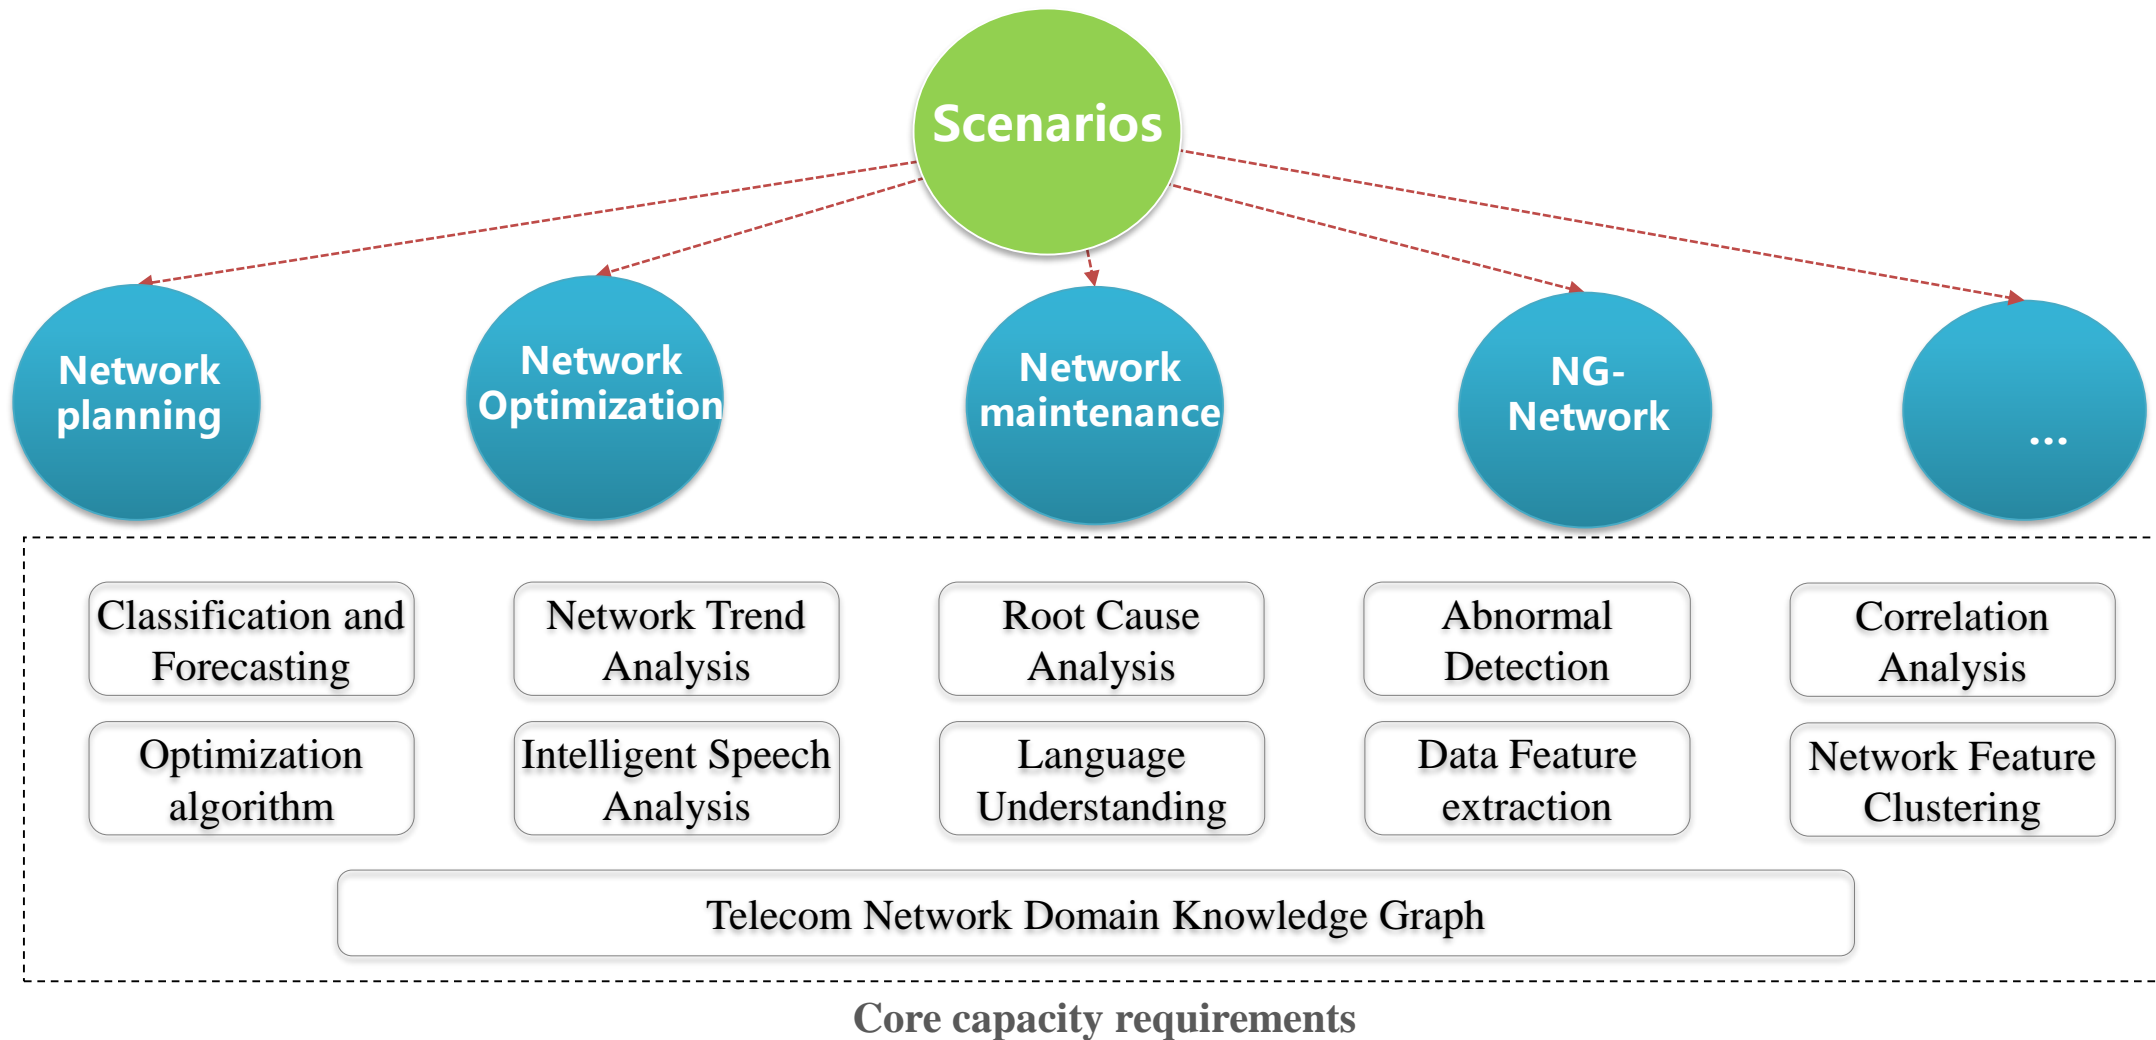 Scenarios
Network
planning
Network
Optimization
Network
maintenance
NG-
Network
...
Classification and
Forecasting
Network Trend
Analysis
Root Cause
Analysis
Abnormal
Detection
Correlation
Analysis
Optimization
algorithm
Intelligent Speech
Analysis
Language
Understanding
Data Feature
extraction
Network Feature
Clustering
Telecom Network Domain Knowledge Graph
Core capacity requirements